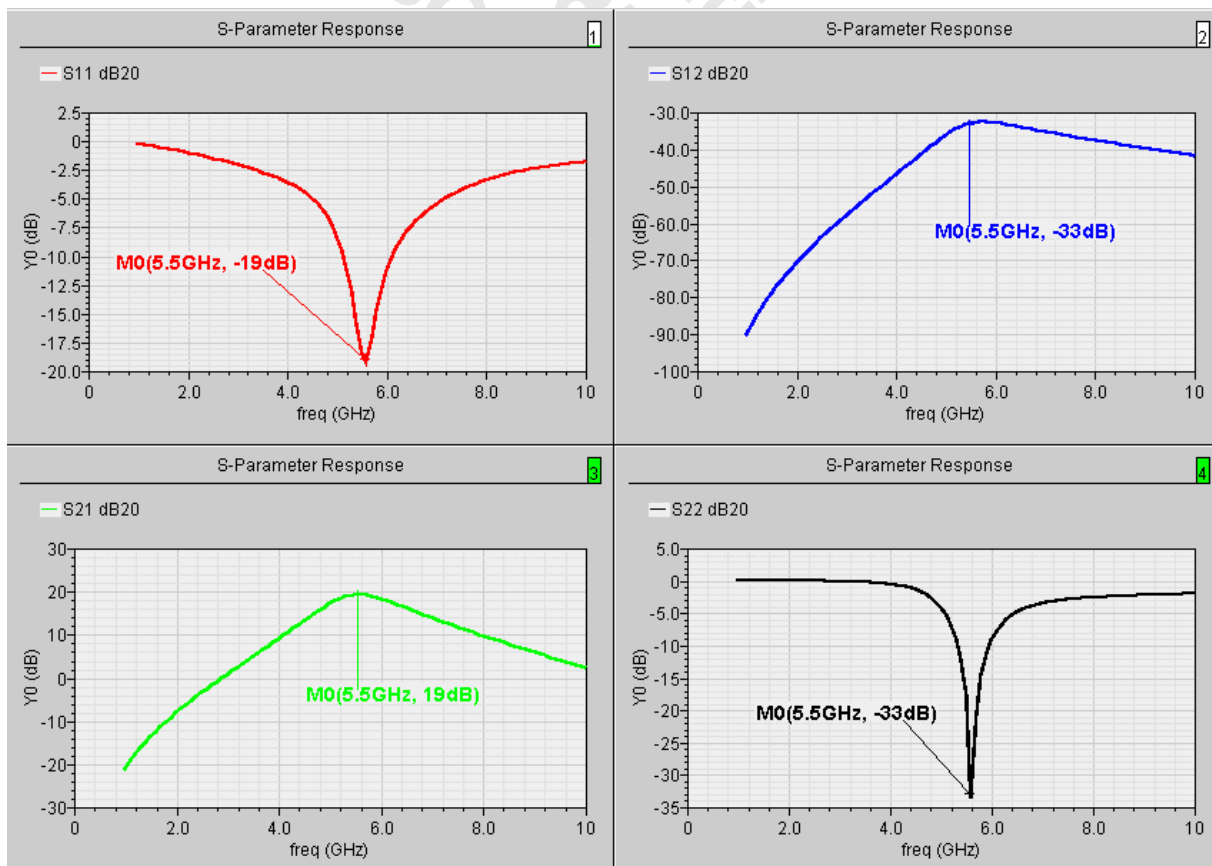 S-Parameter Response
1
S11 dB20
2.5
0
-2.5
-5.0
-7.5
-10.0
-12.5
-15.0
-17.5
-20.0
Y0 (dB)
M0(5.5GHz, -19dB)
0 2.0 4.0 6.0 8.0 10
freq (GHz)
S-Parameter Response
2
S12 dB20
-30.0
-40.0
-50.0
-60.0
-70.0
-80.0
-90.0
-100
Y0 (dB)
M0(5.5GHz, -33dB)
0 2.0 4.0 6.0 8.0 10
freq (GHz)
S-Parameter Response
3
S21 dB20
30
20
10
0
-10
-20
-30
Y0 (dB)
M0(5.5GHz, 19dB)
0 2.0 4.0 6.0 8.0 10
freq (GHz)
S-Parameter Response
4
S22 dB20
5.0
0
-5.0
-10
-15
-20
-25
-30
-35
Y0 (dB)
M0(5.5GHz, -33dB)
0 2.0 4.0 6.0 8.0 10
freq (GHz)